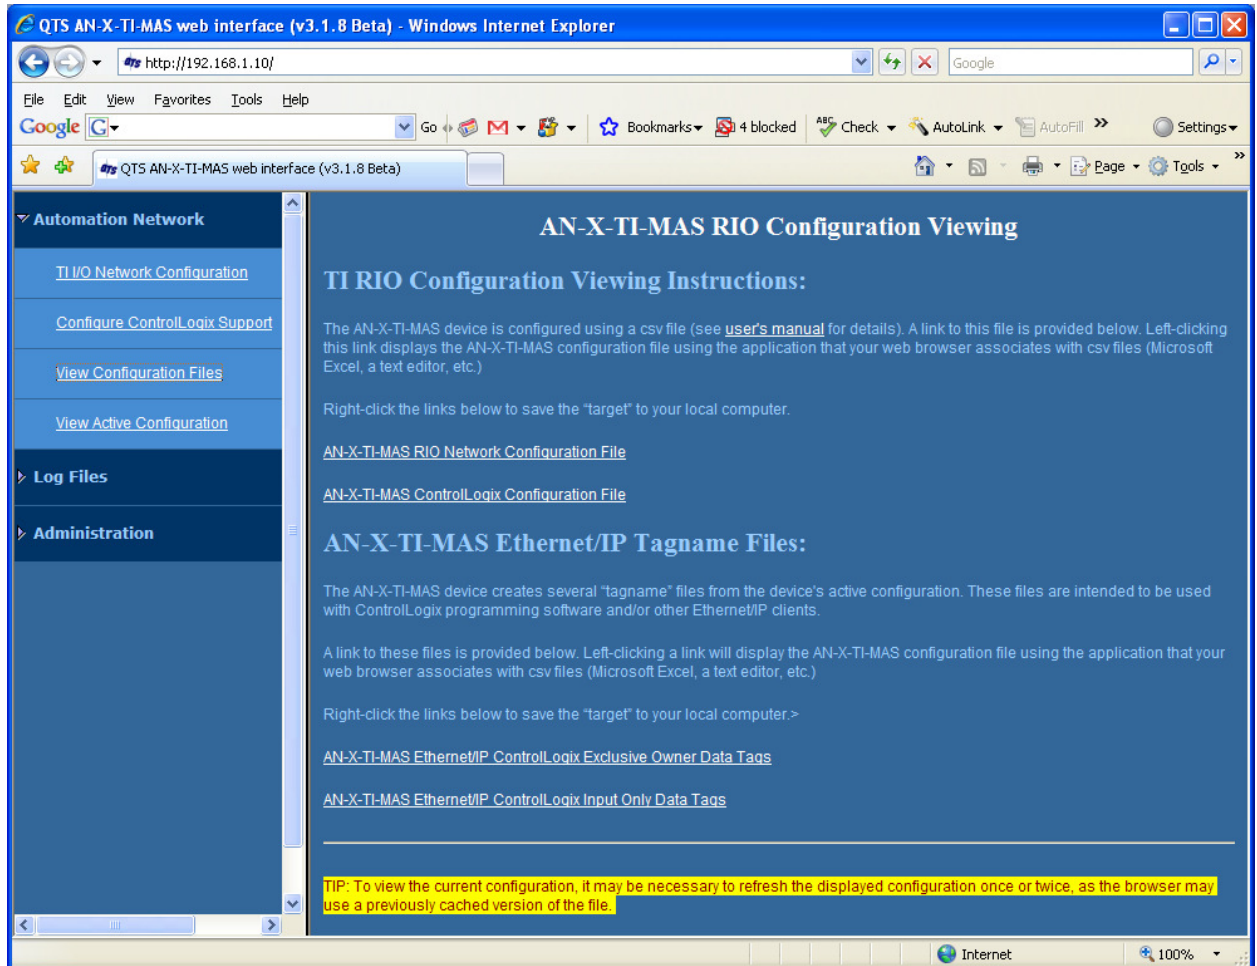 QTS AN-X-TI-MAS web interface (v3.1.8 Beta) - Windows Internet Explorer
http://192.168.1.10/
Google
File Edit View Favorites Tools Help
Google G Go Bookmarks 4 blocked ABC Check AutoLink AutoFill » Settings
QTS AN-X-TI-MAS web interface (v3.1.8 Beta) Page Tools »
Automation Network
TI I/O Network Configuration
Configure ControlLogix Support
View Configuration Files
View Active Configuration
Log Files
Administration
AN-X-TI-MAS RIO Configuration Viewing
TI RIO Configuration Viewing Instructions:
The AN-X-TI-MAS device is configured using a csv file (see user's manual for details). A link to this file is provided below. Left-clicking
this link displays the AN-X-TI-MAS configuration file using the application that your web browser associates with csv files (Microsoft
Excel, a text editor, etc.)
Right-click the links below to save the “target” to your local computer.
AN-X-TI-MAS RIO Network Configuration File
AN-X-TI-MAS ControlLogix Configuration File
AN-X-TI-MAS Ethernet/IP Tagname Files:
The AN-X-TI-MAS device creates several “tagname” files from the device's active configuration. These files are intended to be used
with ControlLogix programming software and/or other Ethernet/IP clients.
A link to these files is provided below. Left-clicking a link will display the AN-X-TI-MAS configuration file using the application that your
web browser associates with csv files (Microsoft Excel, a text editor, etc.)
Right-click the links below to save the “target” to your local computer.>
AN-X-TI-MAS Ethernet/IP ControlLogix Exclusive Owner Data Tags
AN-X-TI-MAS Ethernet/IP ControlLogix Input Only Data Tags
TIP: To view the current configuration, it may be necessary to refresh the displayed configuration once or twice, as the browser may
use a previously cached version of the file.
Internet 100%